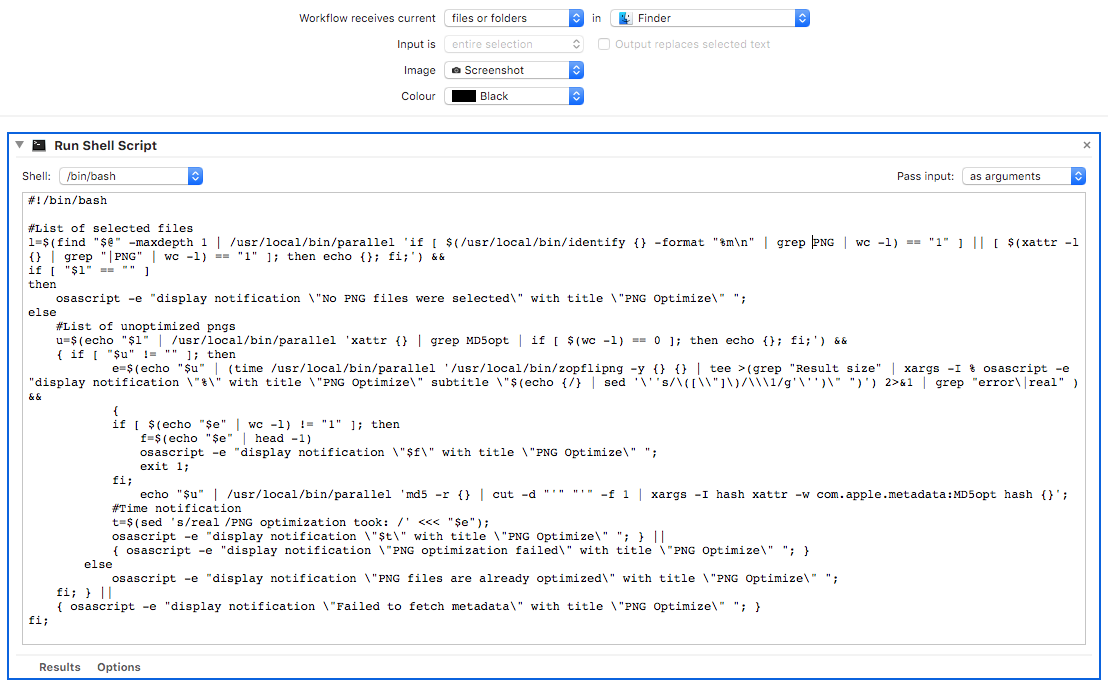 Workflow receives current files or folders in Finder
Input is entire selection Output replaces selected text
Image Screenshot
Colour Black
Run Shell Script
Shell: /bin/bash Pass input: as arguments
#!/bin/bash
#List of selected files
l=$(find "$@" -maxdepth 1 | /usr/local/bin/parallel 'if [ $(/usr/local/bin/identify {} -format "%m\n" | grep PNG | wc -l) == "1" ] || [ $(xattr -l
{} | grep "|PNG" | wc -l) == "1" ]; then echo {}; fi;') &&
if [ "$l" == "" ]
then
    osascript -e "display notification \"No PNG files were selected\" with title \"PNG Optimize\" ";
else
    #List of unoptimized pngs
    u=$(echo "$l" | /usr/local/bin/parallel 'xattr {} | grep MD5opt | if [ $(wc -l) == 0 ]; then echo {}; fi;') &&
    { if [ "$u" != "" ]; then
            e=$(echo "$u" | (time /usr/local/bin/parallel '/usr/local/bin/zopflipng -y {} {} | tee >(grep "Result size" | xargs -I % osascript -e
"display notification \"%\" with title \"PNG Optimize\" subtitle \"$(echo {/} | sed '\''s/\([\\"]\)/\\\1/g'\'')\" ")') 2>&1 | grep "error\|real" )
&&
            {
            if [ $(echo "$e" | wc -l) != "1" ]; then
                f=$(echo "$e" | head -1)
                osascript -e "display notification \"$f\" with title \"PNG Optimize\" ";
                exit 1;
            fi;
                echo "$u" | /usr/local/bin/parallel 'md5 -r {} | cut -d "'" "'" -f 1 | xargs -I hash xattr -w com.apple.metadata:MD5opt hash {}';
            #Time notification
            t=$(sed 's/real /PNG optimization took: /' <<< "$e");
            osascript -e "display notification \"$t\" with title \"PNG Optimize\" "; } ||
            { osascript -e "display notification \"PNG optimization failed\" with title \"PNG Optimize\" "; }
        else
            osascript -e "display notification \"PNG files are already optimized\" with title \"PNG Optimize\" ";
    fi; } ||
    { osascript -e "display notification \"Failed to fetch metadata\" with title \"PNG Optimize\" "; }
fi;
Results Options